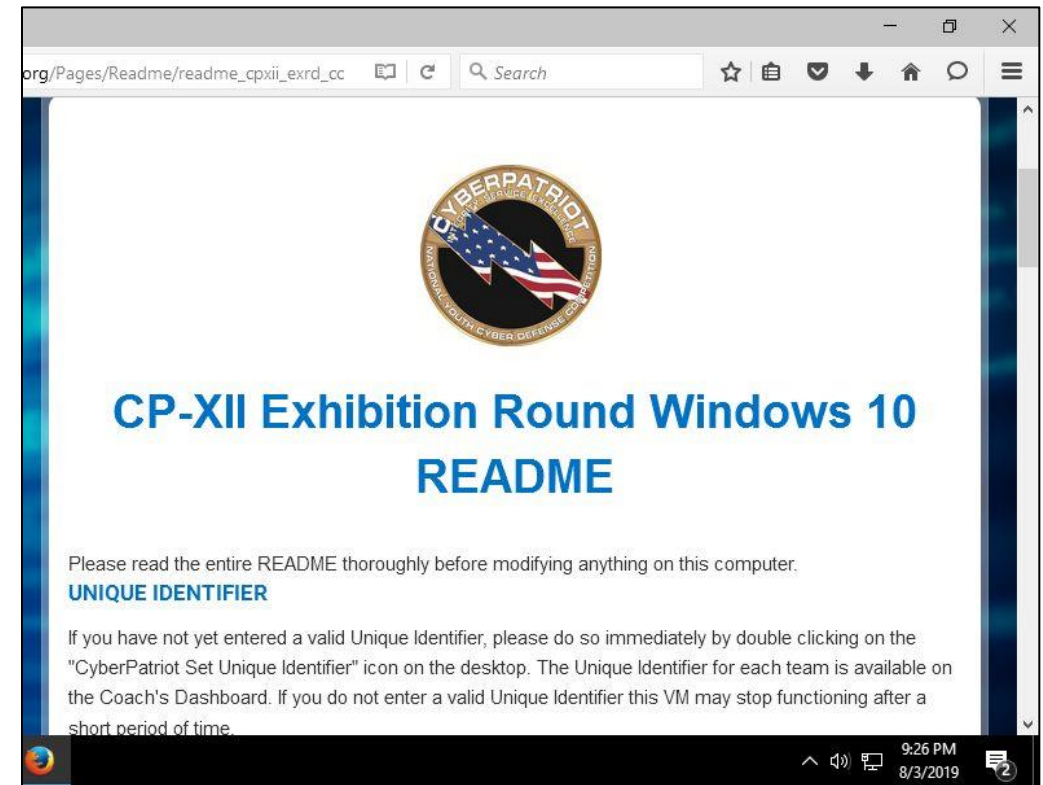 org/Pages/Readme/readme_cpxii_exrd_cc
Search
CYBERPATRIOT
INTEGRITY SERVICE EXCELLENCE
NATIONAL YOUTH CYBER DEFENSE COMPETITION
CP-XII Exhibition Round Windows 10
README
Please read the entire README thoroughly before modifying anything on this computer.
UNIQUE IDENTIFIER
If you have not yet entered a valid Unique Identifier, please do so immediately by double clicking on the
"CyberPatriot Set Unique Identifier" icon on the desktop. The Unique Identifier for each team is available on
the Coach's Dashboard. If you do not enter a valid Unique Identifier this VM may stop functioning after a
short period of time.
9:26 PM
8/3/2019
2